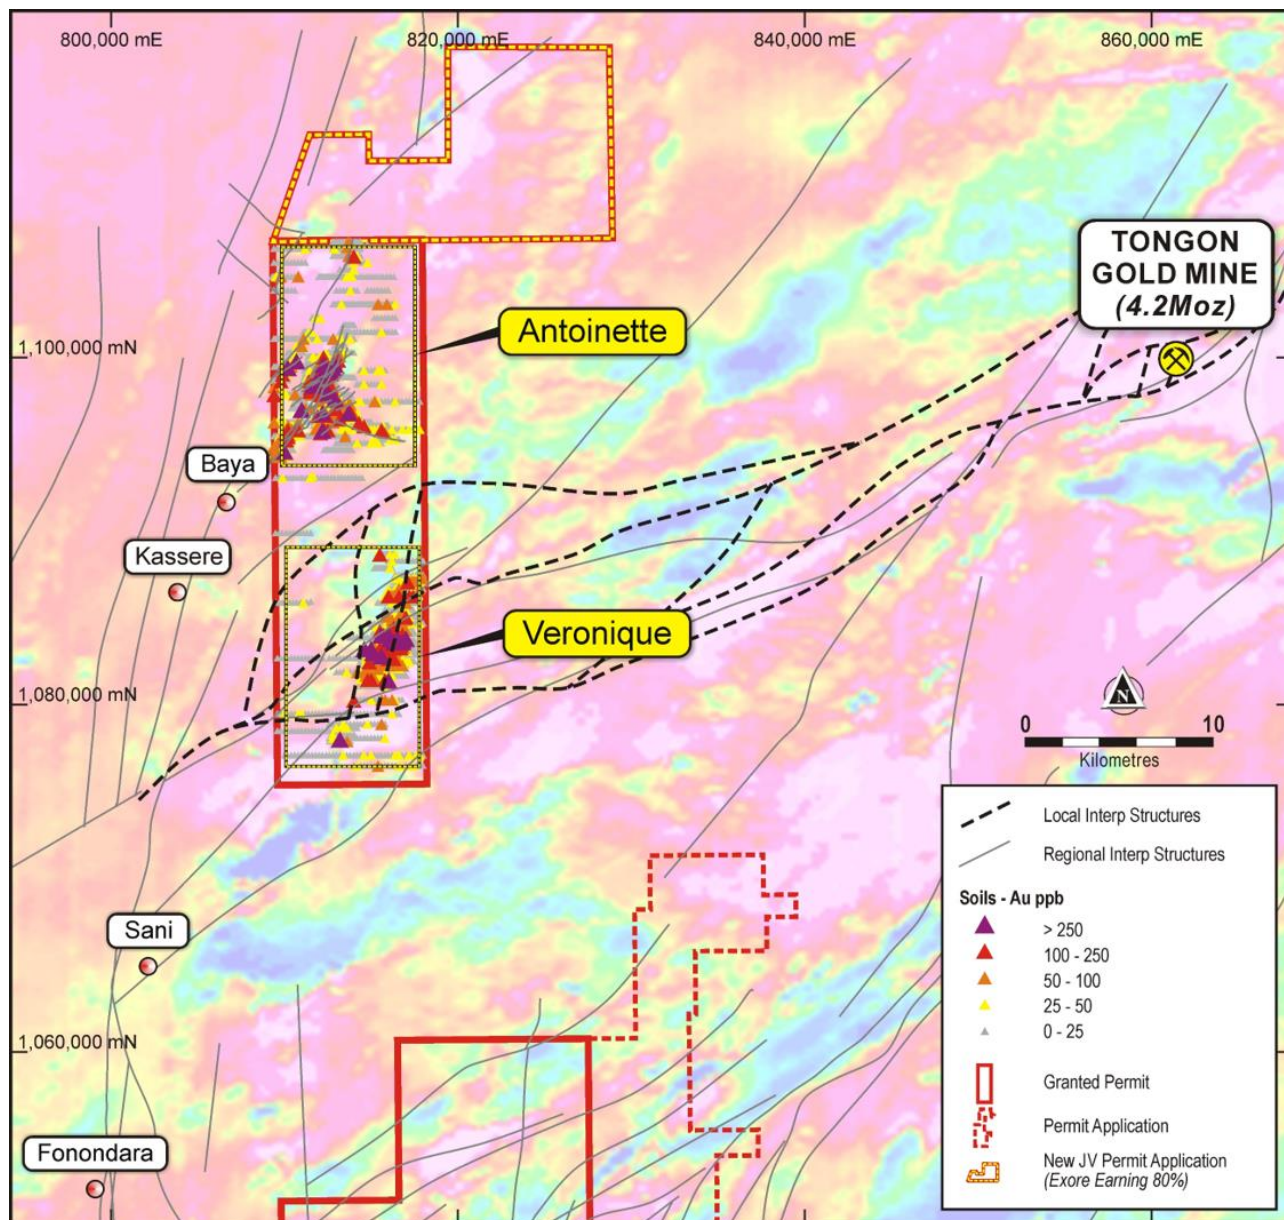 800,000 mE
820,000 mE
840,000 mE
860,000 mE
TONGON
GOLD MINE
(4.2Moz)
Antoinette
1,100,000 mN
Baya
Kassere
Veronique
1,080,000 mN
N
0 10
Kilometres
Local Interp Structures
Regional Interp Structures
Soils - Au ppb
> 250
100 - 250
50 - 100
25 - 50
0 - 25
Sani
1,060,000 mN
Granted Permit
Permit Application
New JV Permit Application
(Exore Earning 80%)
Fonondara